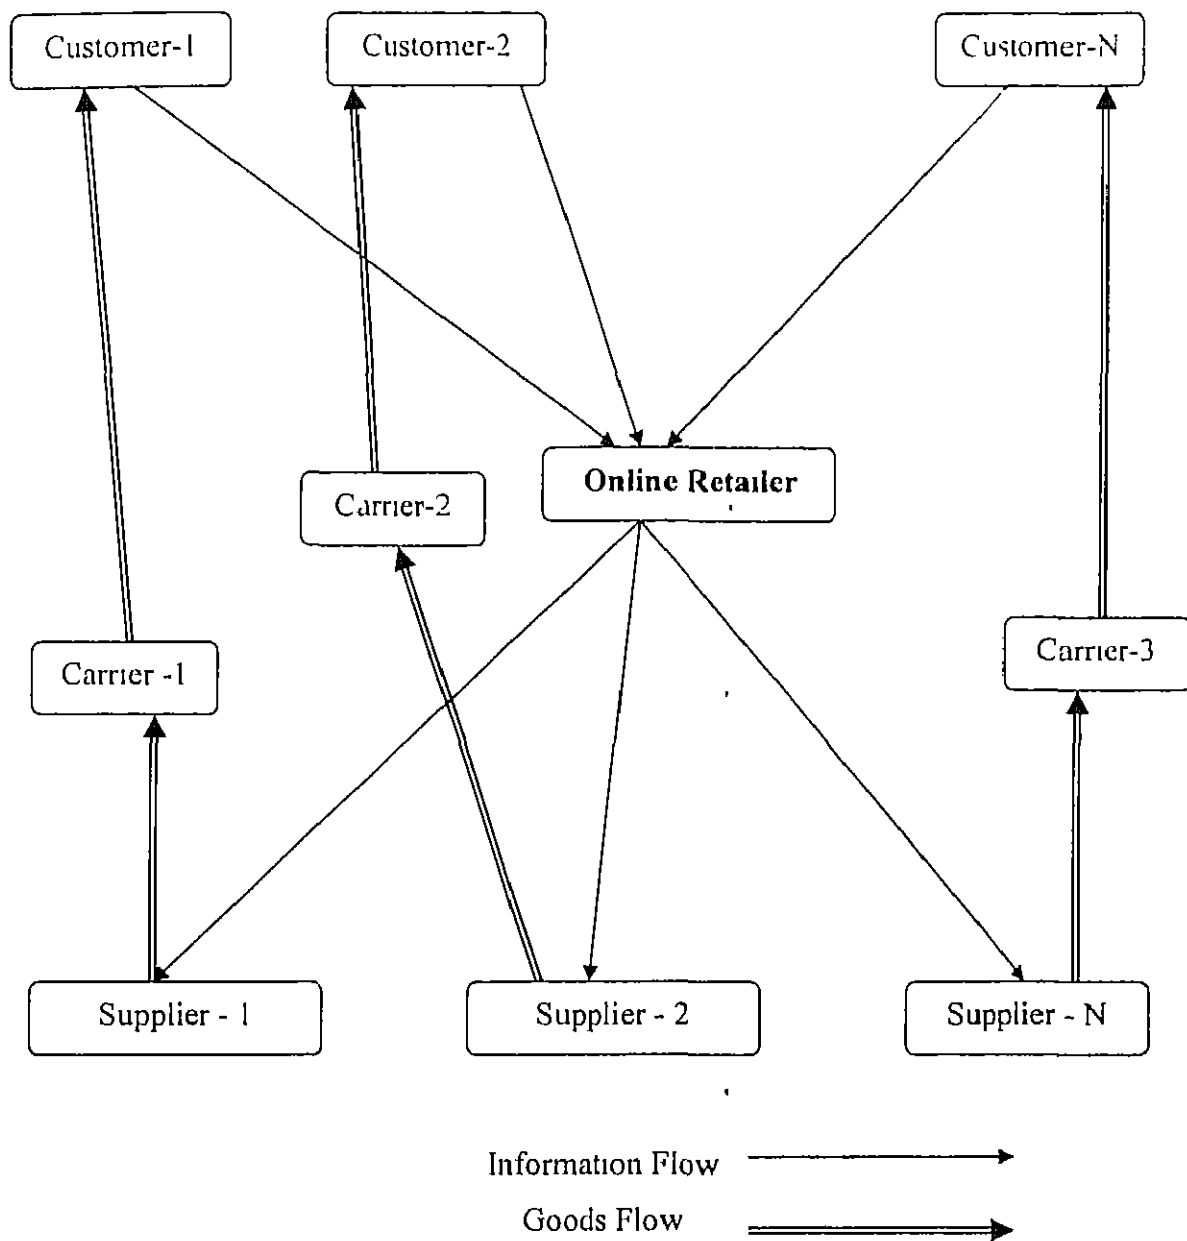 Customer-1
Customer-2
Customer-N
Online Retailer
Carrier-2
Carrier-3
Carrier -1
Supplier - 1
Supplier - 2
Supplier - N
Information Flow
Goods Flow